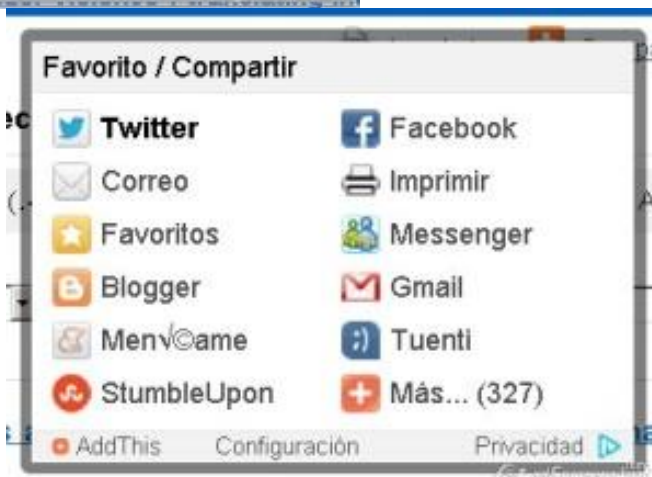 Favorito / Compartir
Twitter Facebook
Correo Imprimir
Favoritos Messenger
Blogger Gmail
Men√©ame Tuenti
StumbleUpon Más... (327)
AddThis Configuración Privacidad